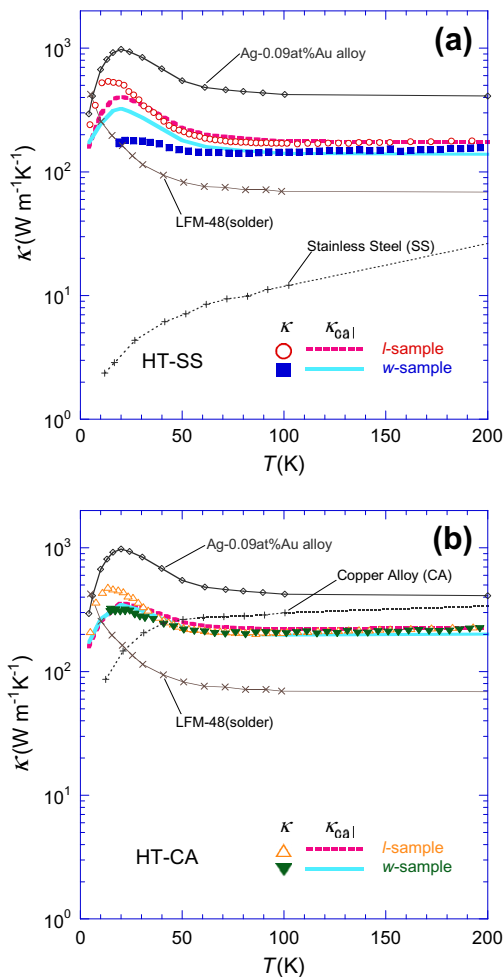 (a)
10³
Ag-0.09at%Au alloy
10²
LFM-48(solder)
Stainless Steel (SS)
10¹
κ κcal
l-sample
w-sample
HT-SS
10⁰
0 50 100 150 200
T(K)
κ(W m⁻¹K⁻¹)
(b)
10³
Ag-0.09at%Au alloy
Copper Alloy (CA)
10²
LFM-48(solder)
10¹
κ κcal
l-sample
w-sample
HT-CA
10⁰
0 50 100 150 200
T(K)
κ(W m⁻¹K⁻¹)